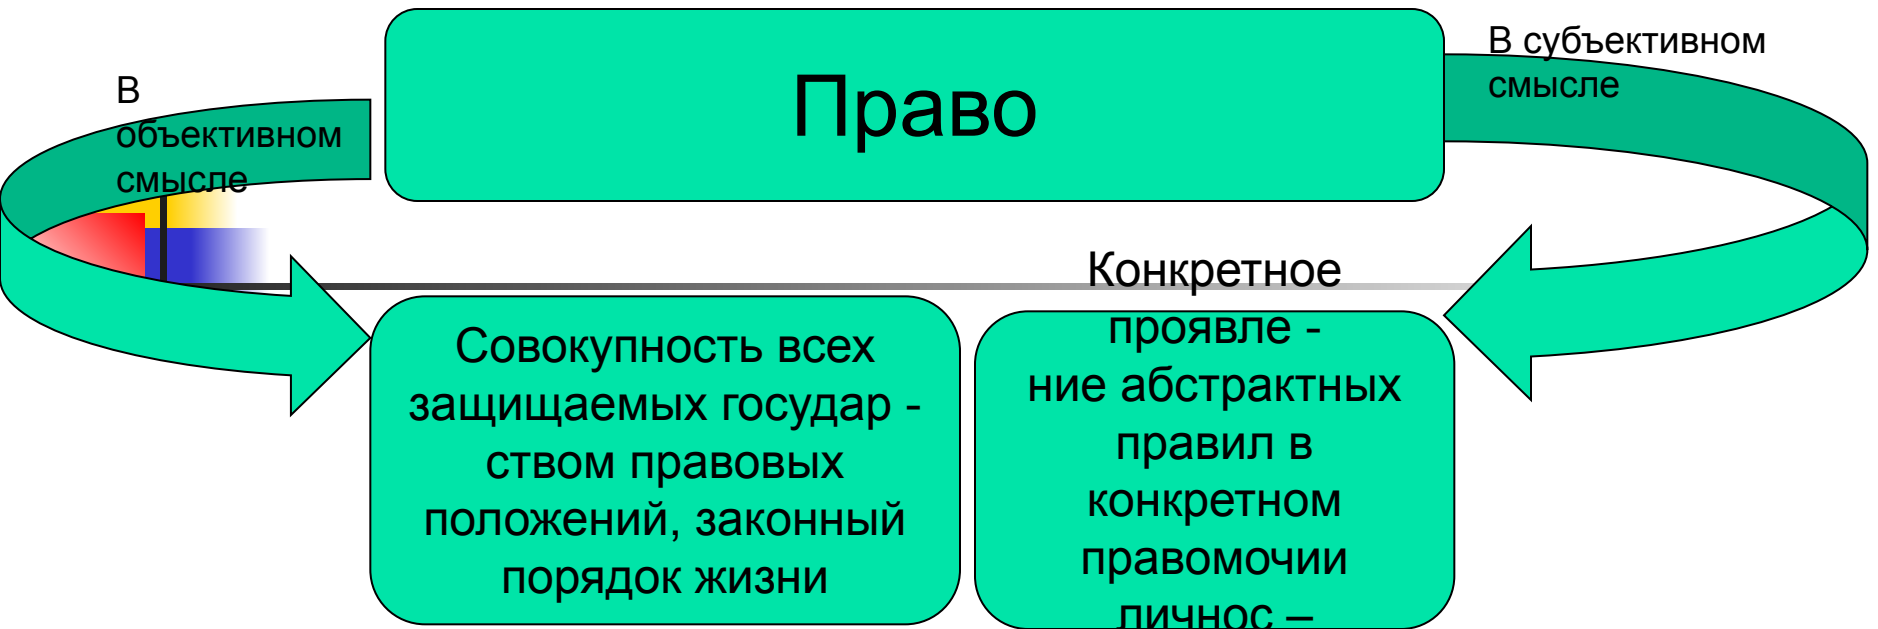 Право
В
объективном
смысле
В субъективном
смысле
Совокупность всех
защищаемых государ -
ством правовых
положений, законный
порядок жизни
Конкретное
проявле -
ние абстрактных
правил в
конкретном
правомочии
личнос –